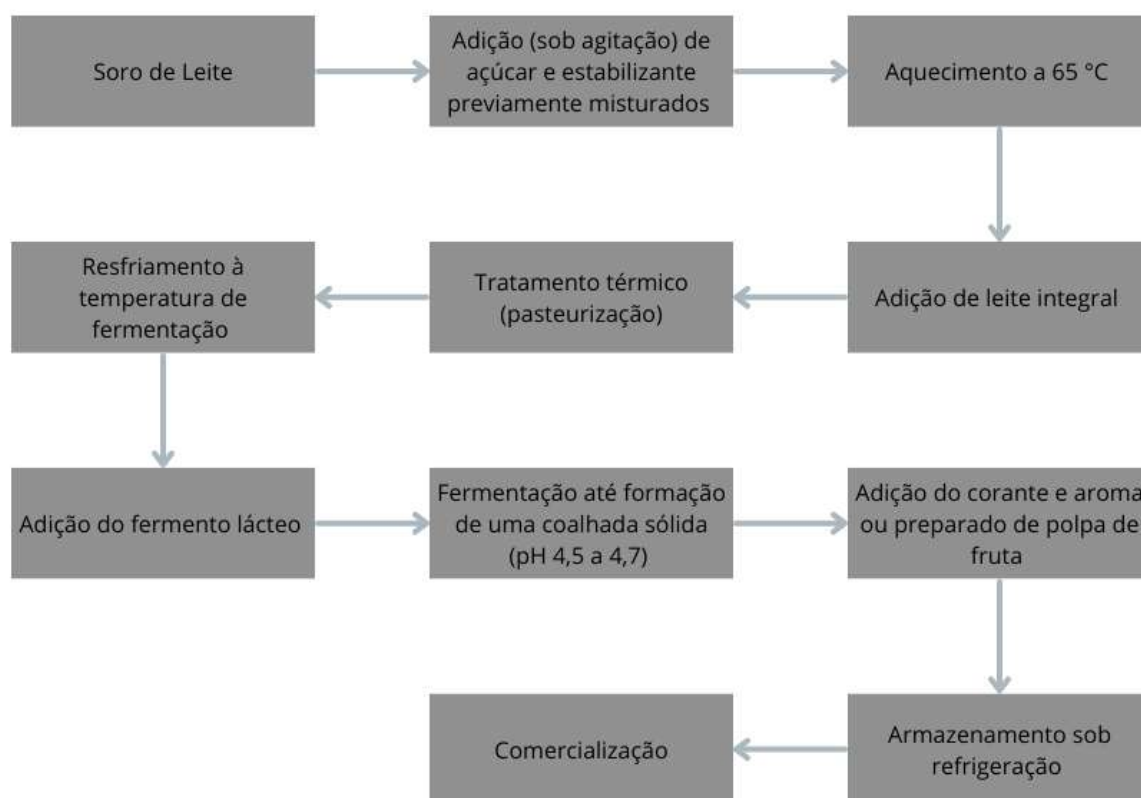 Soro de Leite
Adição (sob agitação) de
açúcar e estabilizante
previamente misturados
Aquecimento a 65 °C
Adição de leite integral
Tratamento térmico
(pasteurização)
Resfriamento à
temperatura de
fermentação
Adição do fermento lácteo
Fermentação até formação
de uma coalhada sólida
(pH 4,5 a 4,7)
Adição do corante e aroma
ou preparado de polpa de
fruta
Armazenamento sob
refrigeração
Comercialização